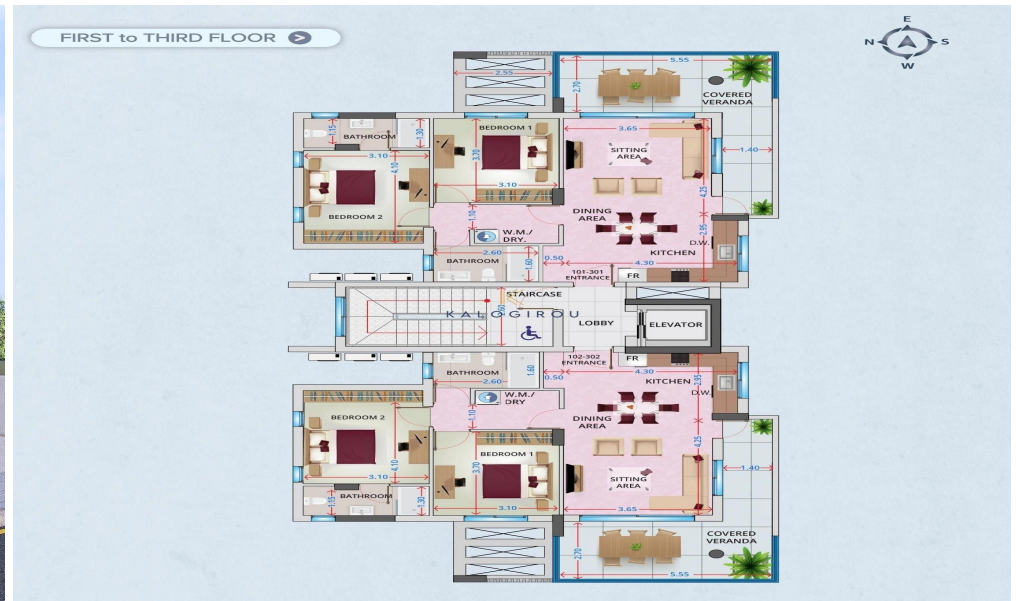 FIRST to THIRD FLOOR
E
N S
W
2.55
5.55
2.70
COVERED
VERANDA
1.15
BATHROOM
1.30
BEDROOM 1
3.65
SITTING
AREA
1.40
3.10
4.10
3.70
3.10
4.25
BEDROOM 2
1.10
DINING
AREA
W.M./
DRY.
2.95
D.W.
2.60
KITCHEN
BATHROOM
1.60
0.50
4.30
101-301
ENTRANCE
FR
STAIRCASE
2.60
KALOGIROU
LOBBY
ELEVATOR
102-302
ENTRANCE
FR
BATHROOM
1.60
0.50
4.30
2.95
2.60
KITCHEN
W.M./
DRY
D.W.
1.10
BEDROOM 2
DINING
AREA
4.25
BEDROOM 1
4.10
3.70
3.10
1.40
SITTING
AREA
1.15
BATHROOM
1.30
3.10
3.65
COVERED
VERANDA
2.70
5.55